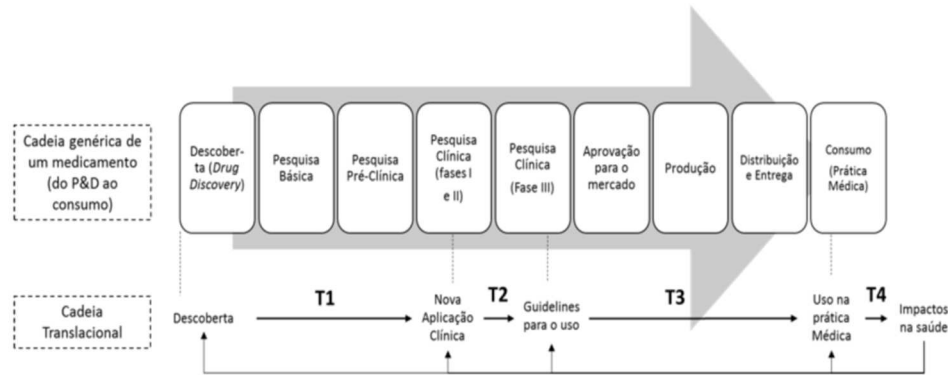 Cadeia genérica de
um medicamento
(do P&D ao
consumo)
Descober-
ta (Drug
Discovery)
Pesquisa
Básica
Pesquisa
Pré-Clínica
Pesquisa
Clínica
(fases I
e II)
Pesquisa
Clínica
(Fase III)
Aprovação
para o
mercado
Produção
Distribuição
e Entrega
Consumo
(Prática
Médica)
Cadeia
Translacional
Descoberta
T1
Nova
Aplicação
Clínica
T2
Guidelines
para o uso
T3
Uso na
prática
Médica
T4
Impactos
na saúde